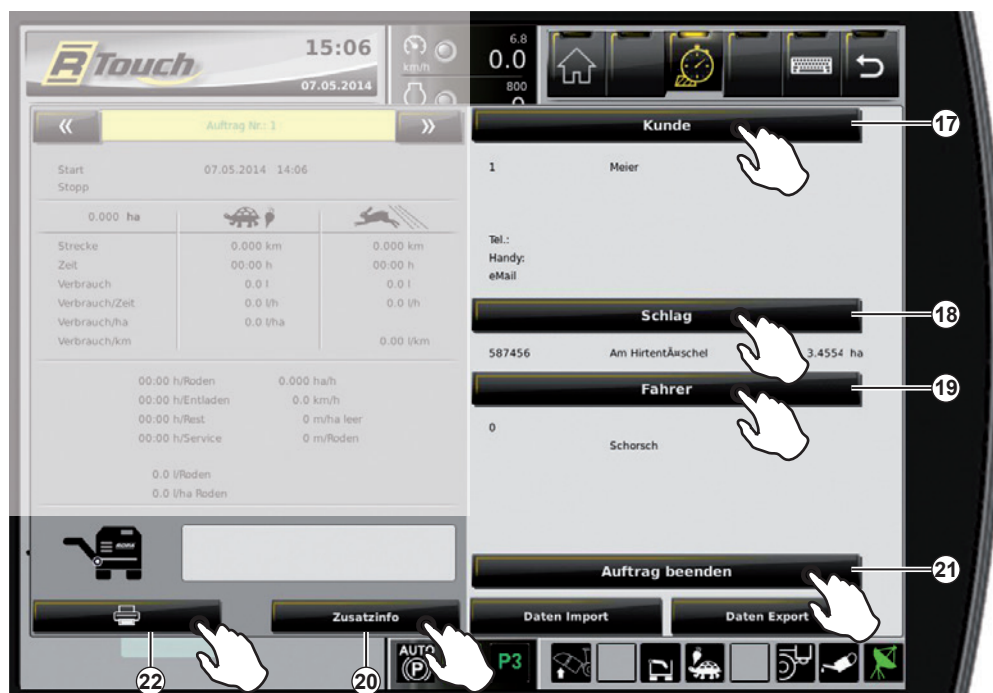 R Touch
15:06
07.05.2014
km/h
6.8
0.0
800
Auftrag Nr.: 1
Start 07.05.2014 14:06
Stopp
0.000 ha
Strecke 0.000 km 0.000 km
Zeit 00:00 h 00:00 h
Verbrauch 0.0 l 0.0 l
Verbrauch/Zeit 0.0 l/h 0.0 l/h
Verbrauch/ha 0.0 l/ha
Verbrauch/km 0.00 l/km
00:00 h/Roden 0.000 ha/h
00:00 h/Entladen 0.0 km/h
00:00 h/Rest 0 m/ha leer
00:00 h/Service 0 m/Roden
0.0 l/Roden
0.0 l/ha Roden
Kunde
17
1 Meier
Tel.:
Handy:
eMail
Schlag
18
587456 Am HirtentÃ¤schel 3.4554 ha
Fahrer
19
0
Schorsch
Auftrag beenden
21
Zusatzinfo
Daten Import
Daten Export
22
20
AUTO
P
P3